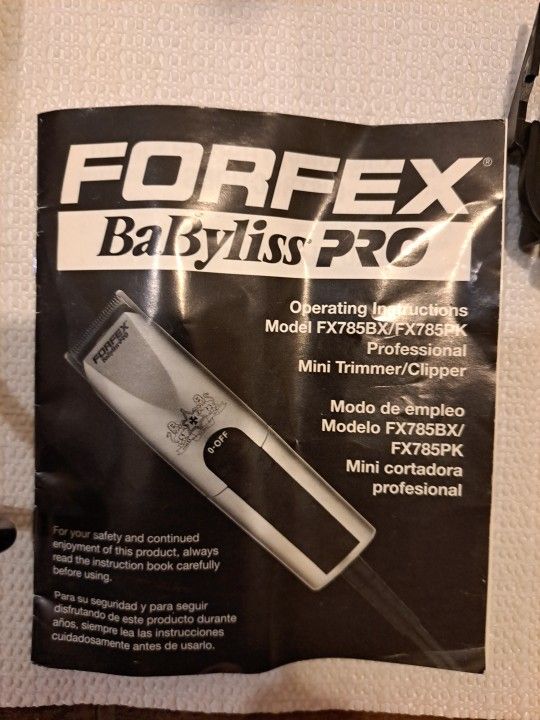 FORFEX®
BaBylissPRO
Operating Instructions
Model FX785BX/FX785PK
Professional
Mini Trimmer/Clipper
Modo de empleo
Modelo FX785BX/
FX785PK
Mini cortadora
profesional
FORFEX
BaBylissPRO
0-OFF
For your safety and continued
enjoyment of this product, always
read the instruction book carefully
before using.
Para su seguridad y para seguir
disfrutando de este producto durante
años, siempre lea las instrucciones
cuidadosamente antes de usarlo.